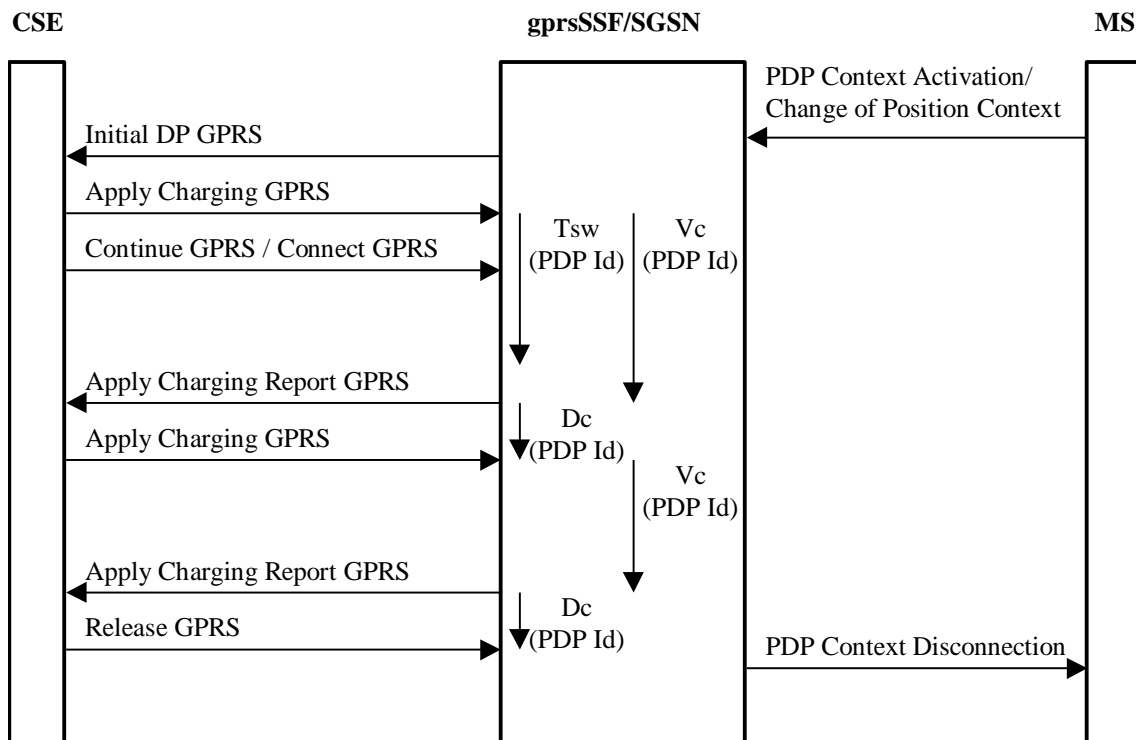 CSE
gprsSSF/SGSN
MS
PDP Context Activation/
Change of Position Context
Initial DP GPRS
Apply Charging GPRS
Tsw
(PDP Id)
Vc
(PDP Id)
Continue GPRS / Connect GPRS
Apply Charging Report GPRS
Dc
(PDP Id)
Apply Charging GPRS
Vc
(PDP Id)
Apply Charging Report GPRS
Dc
(PDP Id)
Release GPRS
PDP Context Disconnection